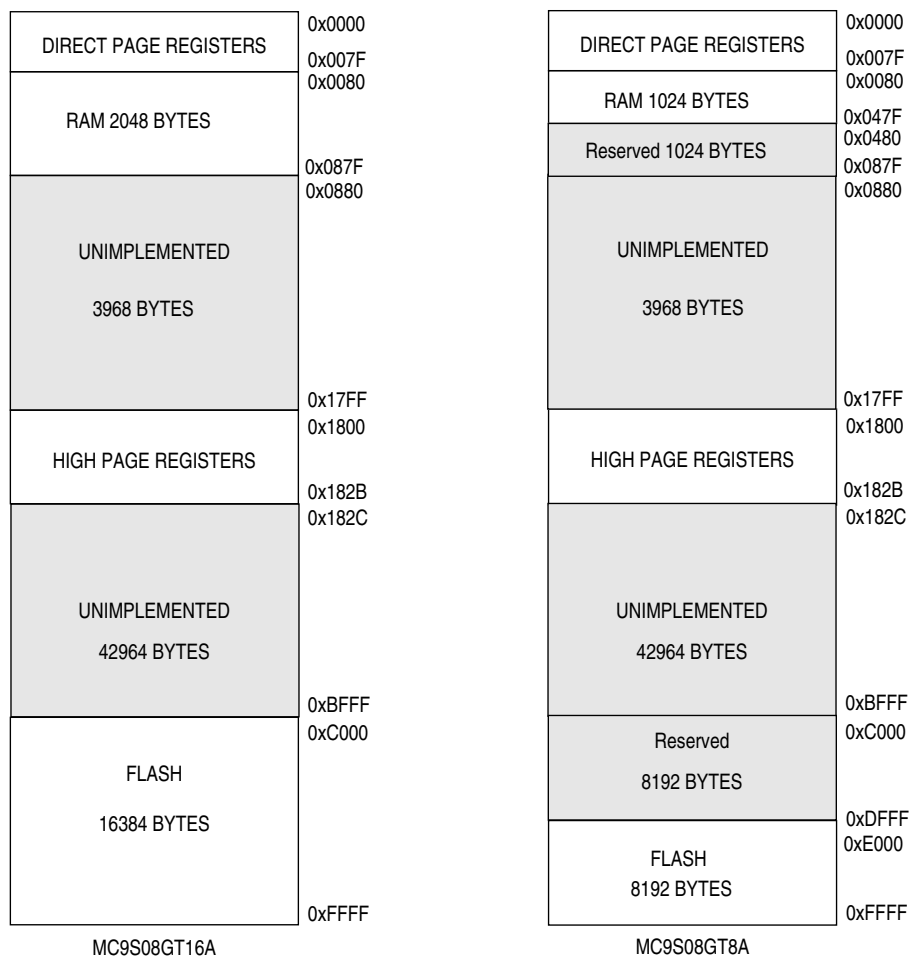 0x0000
DIRECT PAGE REGISTERS
0x007F
0x0080
RAM 2048 BYTES
0x087F
0x0880
UNIMPLEMENTED
3968 BYTES
0x17FF
0x1800
HIGH PAGE REGISTERS
0x182B
0x182C
UNIMPLEMENTED
42964 BYTES
0xBFFF
0xC000
FLASH
16384 BYTES
0xFFFF
MC9S08GT16A
0x0000
DIRECT PAGE REGISTERS
0x007F
0x0080
RAM 1024 BYTES
0x047F
0x0480
Reserved 1024 BYTES
0x087F
0x0880
UNIMPLEMENTED
3968 BYTES
0x17FF
0x1800
HIGH PAGE REGISTERS
0x182B
0x182C
UNIMPLEMENTED
42964 BYTES
0xBFFF
0xC000
Reserved
8192 BYTES
0xDFFF
0xE000
FLASH
8192 BYTES
0xFFFF
MC9S08GT8A